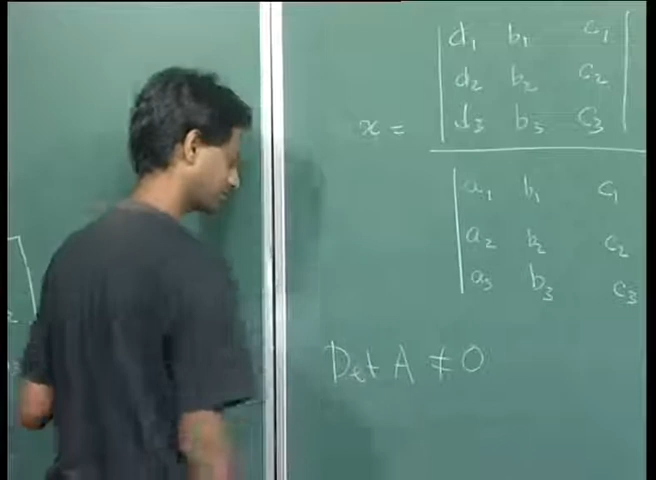 | d₁ b₁ c₁ |
| d₂ b₂ c₂ |
x = | d₃ b₃ c₃ |
| a₁ b₁ c₁
| a₂ b₂ c₂
| a₃ b₃ c₃
Det A ≠ 0